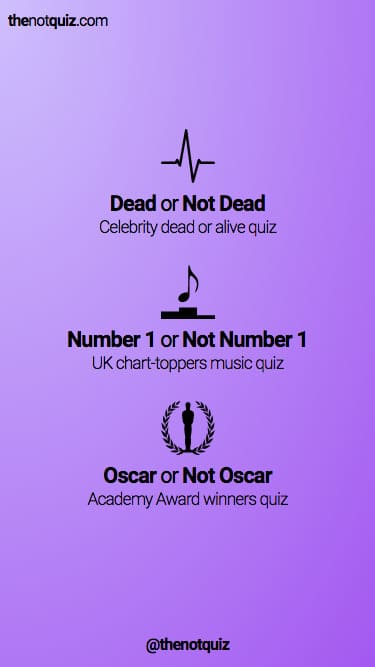 thenotquiz.com
Dead or Not Dead
Celebrity dead or alive quiz
Number 1 or Not Number 1
UK chart-toppers music quiz
Oscar or Not Oscar
Academy Award winners quiz
@thenotquiz